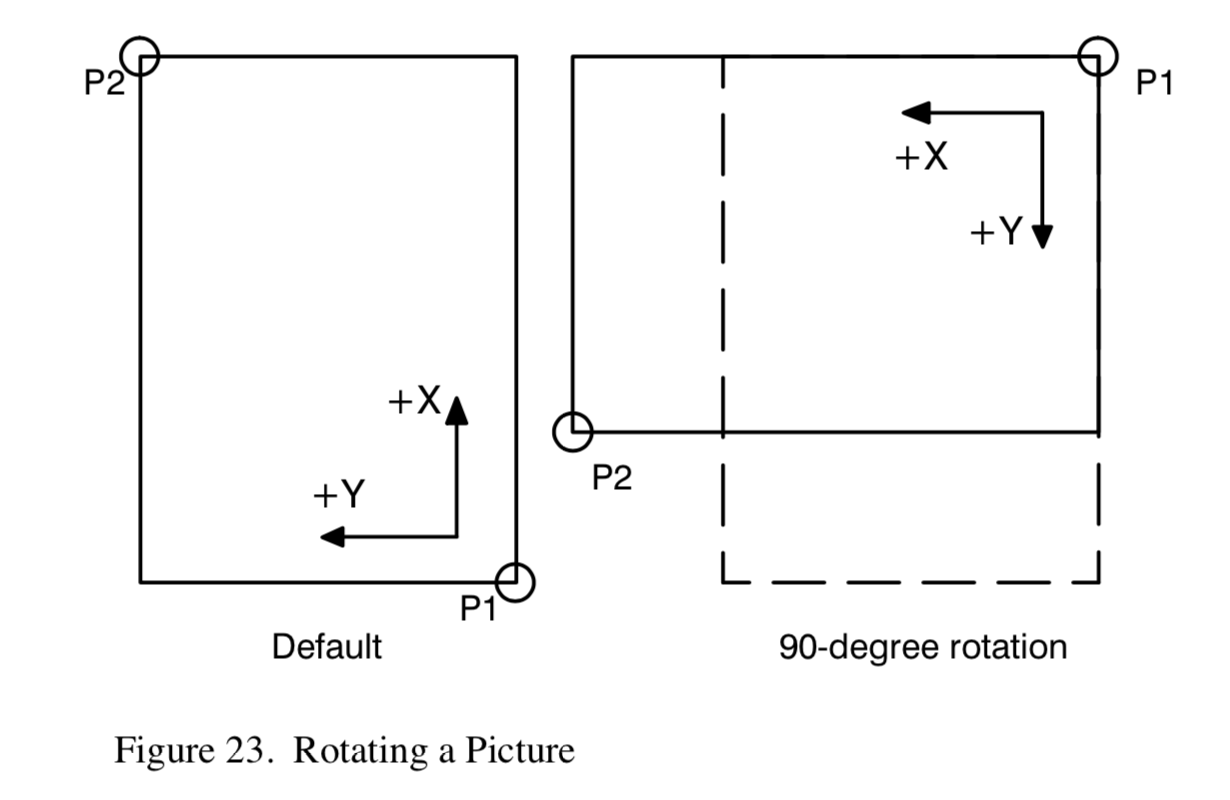 P2
P1
+X
+Y
+X
+Y
P2
P1
Default
90-degree rotation
Figure 23. Rotating a Picture